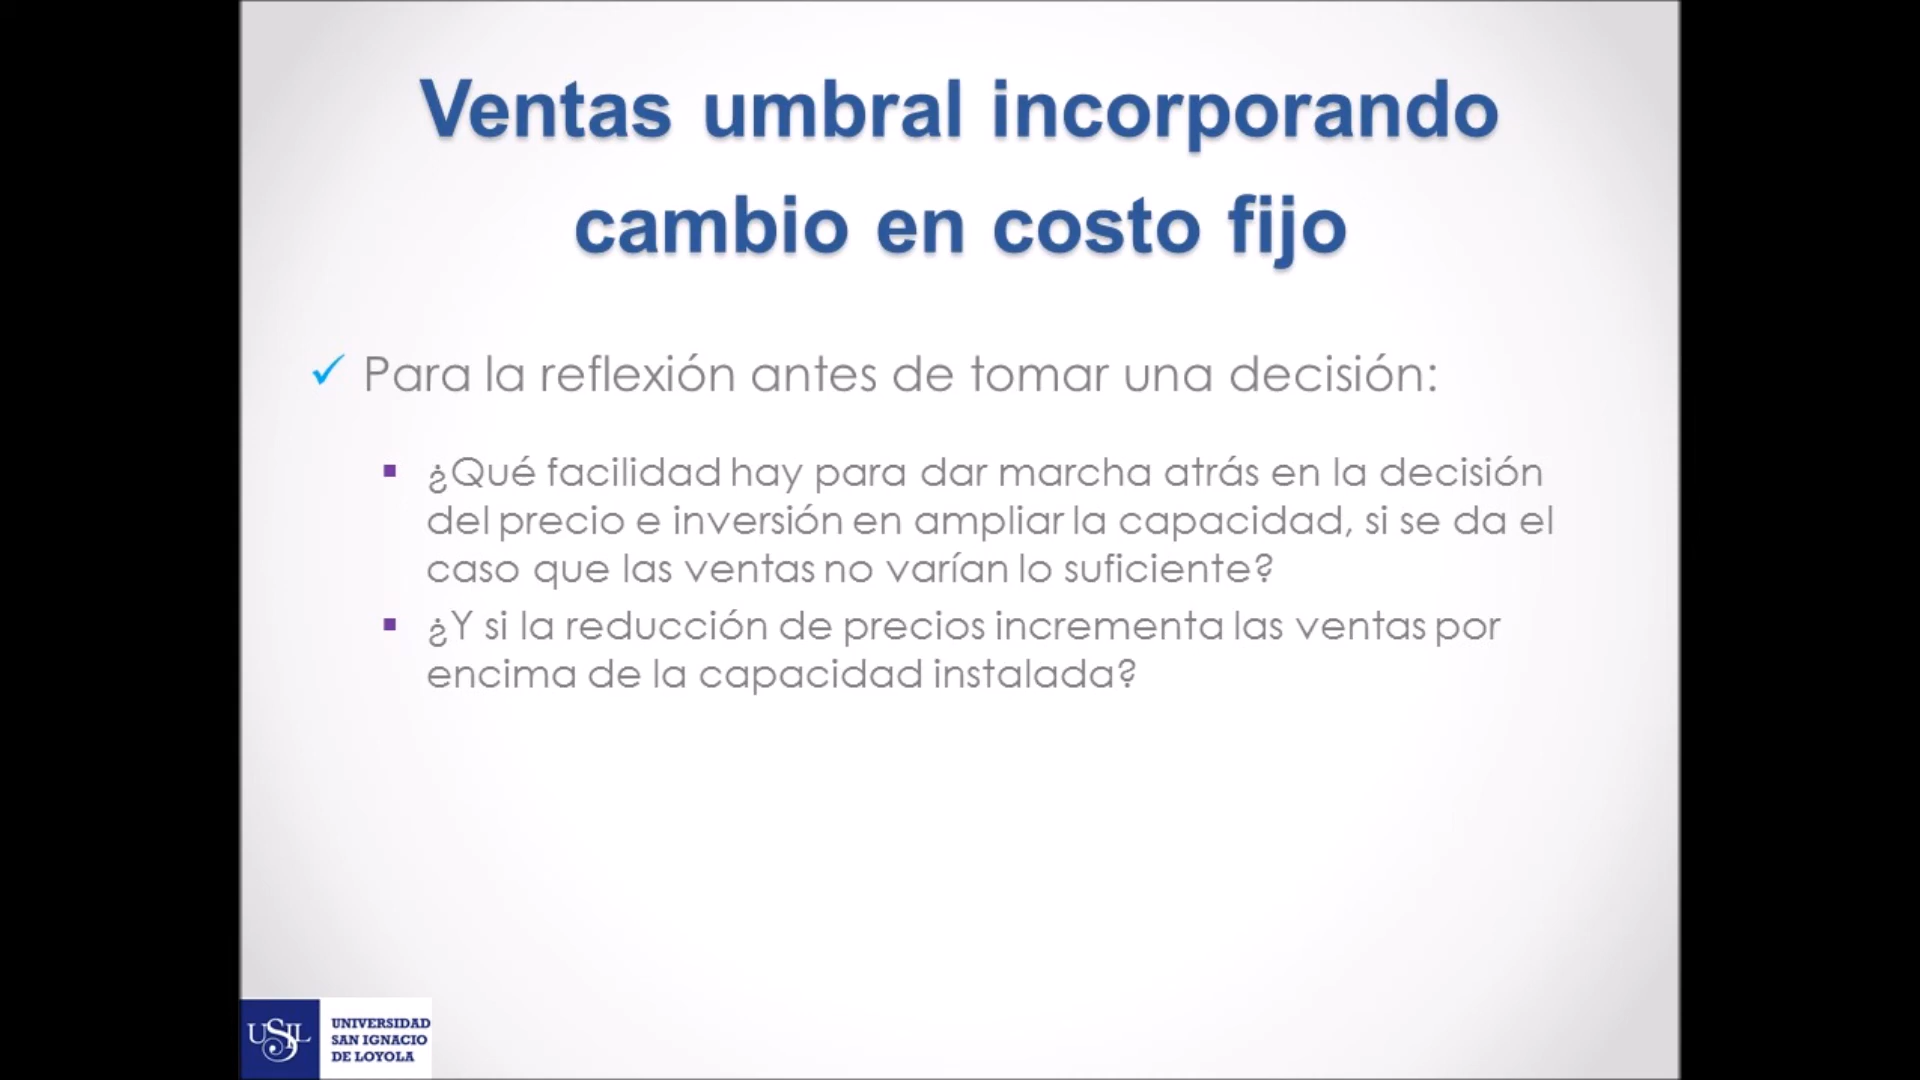 Ventas umbral incorporando
cambio en costo fijo
✓ Para la reflexión antes de tomar una decisión:
▪ ¿Qué facilidad hay para dar marcha atrás en la decisión
del precio e inversión en ampliar la capacidad, si se da el
caso que las ventas no varían lo suficiente?
▪ ¿Y si la reducción de precios incrementa las ventas por
encima de la capacidad instalada?
USIL
UNIVERSIDAD
SAN IGNACIO
DE LOYOLA